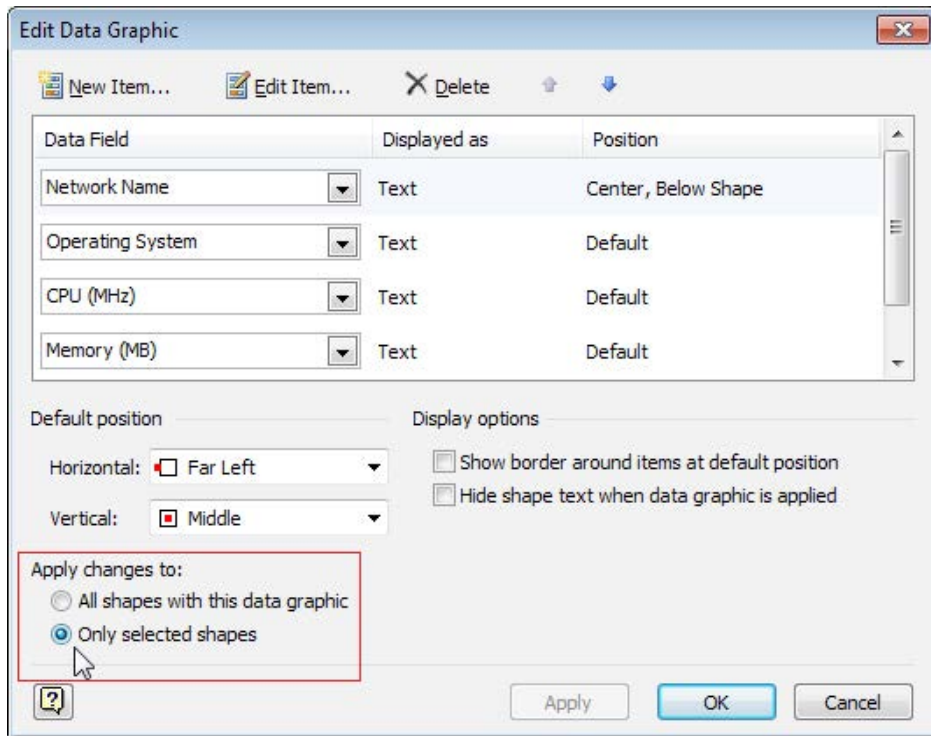 Edit Data Graphic
New Item... Edit Item... Delete
Data Field Displayed as Position
Network Name Text Center, Below Shape
Operating System Text Default
CPU (MHz) Text Default
Memory (MB) Text Default
Default position Display options
Horizontal: Far Left Show border around items at default position
Hide shape text when data graphic is applied
Vertical: Middle
Apply changes to:
All shapes with this data graphic
Only selected shapes
Apply OK Cancel